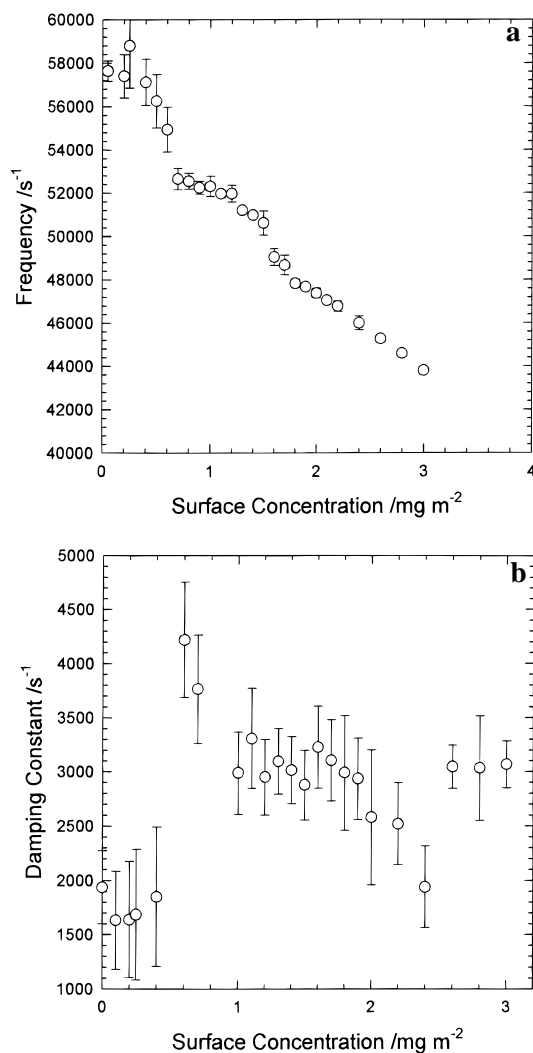 a
60000
58000
56000
54000
52000
50000
48000
46000
44000
42000
40000
Frequency /s⁻¹
0 1 2 3 4
Surface Concentration /mg m⁻²
b
5000
4500
4000
3500
3000
2500
2000
1500
1000
Damping Constant /s⁻¹
0 1 2 3
Surface Concentration /mg m⁻²